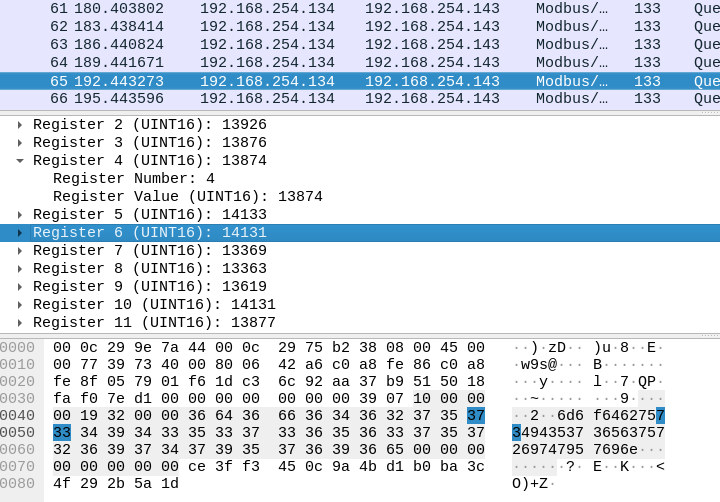 61 180.403802 192.168.254.134 192.168.254.143 Modbus/… 133 Que
62 183.438414 192.168.254.134 192.168.254.143 Modbus/… 133 Que
63 186.440824 192.168.254.134 192.168.254.143 Modbus/… 133 Que
64 189.441671 192.168.254.134 192.168.254.143 Modbus/… 133 Que
65 192.443273 192.168.254.134 192.168.254.143 Modbus/… 133 Que
66 195.443596 192.168.254.134 192.168.254.143 Modbus/… 133 Que
Register 2 (UINT16): 13926
Register 3 (UINT16): 13876
Register 4 (UINT16): 13874
Register Number: 4
Register Value (UINT16): 13874
Register 5 (UINT16): 14133
Register 6 (UINT16): 14131
Register 7 (UINT16): 13369
Register 8 (UINT16): 13363
Register 9 (UINT16): 13619
Register 10 (UINT16): 14131
Register 11 (UINT16): 13877
0000 00 0c 29 9e 7a 44 00 0c 29 75 b2 38 08 00 45 00 ··)·zD·· )u·8··E·
0010 00 77 39 73 40 00 80 06 42 a6 c0 a8 fe 86 c0 a8 ·w9s@··· B·······
0020 fe 8f 05 79 01 f6 1d c3 6c 92 aa 37 b9 51 50 18 ···y···· l··7·QP·
0030 fa f0 7e d1 00 00 00 00 00 00 39 07 10 00 00 00 ··~····· ··9·····
0040 00 19 32 00 00 36 64 36 66 36 34 36 32 37 35 37 ··2··6d6 f6462757
0050 33 34 39 34 33 35 33 37 33 36 35 36 33 37 35 37 34943537 36563757
0060 32 36 39 37 34 37 39 35 37 36 39 36 65 00 00 00 26974795 7696e···
0070 00 00 00 00 00 ce 3f f3 45 0c 9a 4b d1 b0 ba 3c ······?· E··K···<
0080 4f 29 2b 5a 1d O)+Z·